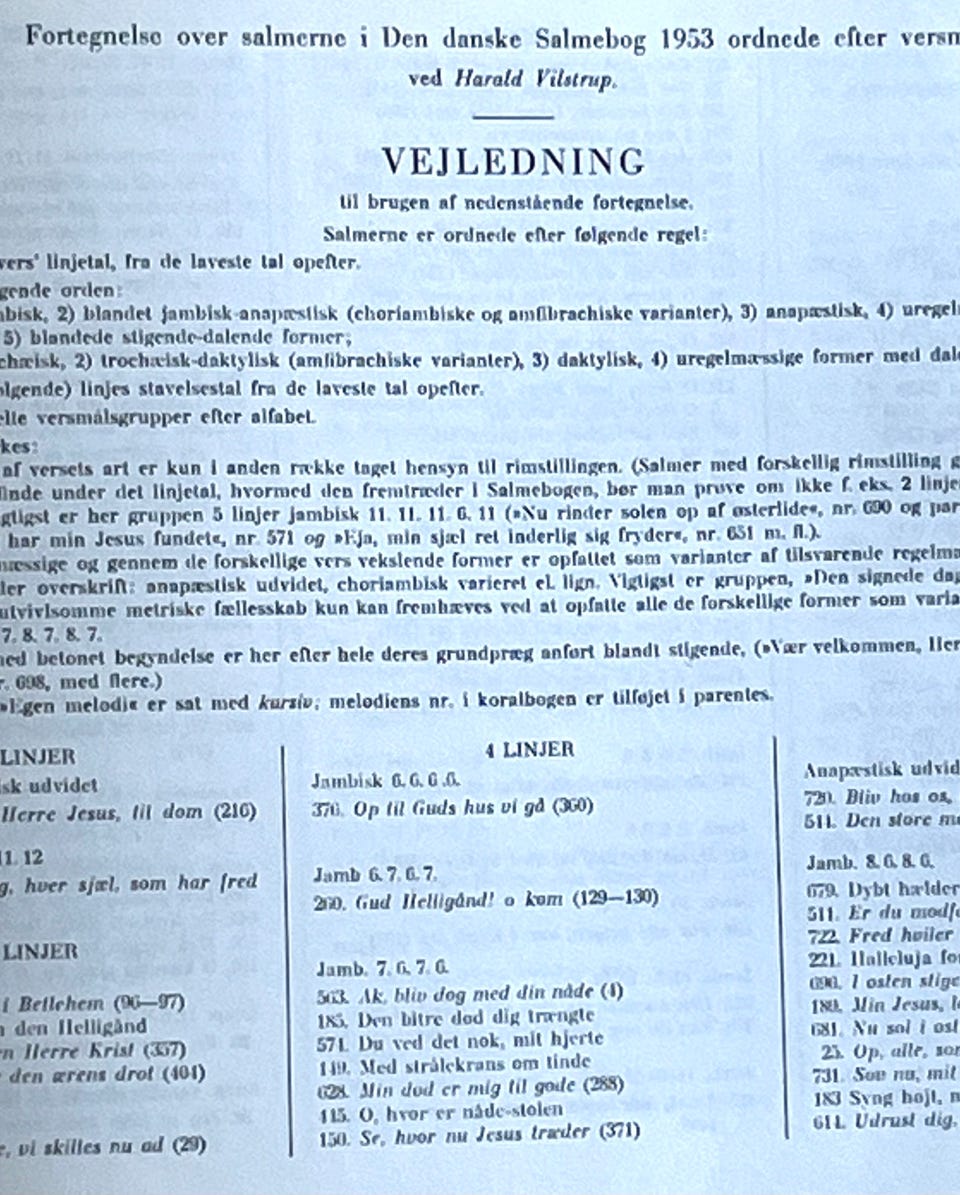 Fortegnelse over salmerne i Den danske Salmebog 1953 ordnede efter versm
ved Harald Vilstrup.
VEJLEDNING
til brugen af nedenstående fortegnelse.
Salmerne er ordnede efter følgende regel:
vers' linjetal, fra de laveste tal opefter.
gende orden:
bisk, 2) blandet jambisk-anapæstisk (choriambiske og amfibrachiske varianter), 3) anapæstisk, 4) uregel
5) blandede stigende-dalende former;
chæisk, 2) trochæisk-daktylisk (amfibrachiske varianter), 3) daktylisk, 4) uregelmæssige former med dal
ølgende) linjes stavelsestal fra de laveste tal opefter.
elle versmålsgrupper efter alfabet.
kes:
af versets art er kun i anden række taget hensyn til rimstillingen. (Salmer med forskellig rimstilling g
finde under det linjetal, hvormed den fremtræder i Salmebogen, bør man prøve om ikke f. eks. 2 linje
gtigst er her gruppen 5 linjer jambisk 11. 11. 11. 6. 11 (»Nu rinder solen op af østerlide«, nr. 690 og par
har min Jesus fundet«, nr. 571 og »Eja, min sjæl ret inderlig sig fryder«, nr. 651 m. fl.).
mæssige og gennem de forskellige vers vekslende former er opfattet som varianter af tilsvarende regelmæ
ler overskrift: anapæstisk udvidet, choriambisk varieret el. lign. Vigtigst er gruppen, »Den signede dag
utvivlsomme metriske fællesskab kun kan fremhæves ved at opfatte alle de forskellige former som varia
7. 8. 7. 8. 7.
med betonet begyndelse er her efter hele deres grundpræg anført blandt stigende, (»Vær velkommen, Her
r. 698, med flere.)
»Egen melodi« er sat med kursiv; melodiens nr. i koralbogen er tilføjet i parentes.
LINJER
sk udvidet
Herre Jesus, til dom (216)
11. 12
g, hver sjæl, som har fred
LINJER
i Betlehem (96—97)
den Helligånd
n Herre Krist (357)
den ærens drot (404)
e, vi skilles nu ad (29)
4 LINJER
Jambisk 6. 6. 6. 6.
376. Op til Guds hus vi gå (360)
Jamb 6. 7. 6. 7.
260. Gud Helligånd! o kom (129—130)
Jamb. 7. 6. 7. 6.
563. Ak, bliv dog med din nåde (4)
185. Den bitre død dig trængte
571. Du ved det nok, mit hjerte
149. Med strålekrans om tinde
628. Min død er mig til gode (288)
415. O, hvor er nåde-stolen
150. Se, hvor nu Jesus træder (371)
Anapæstisk udvid
720. Bliv hos os,
511. Den store me
Jamb. 8. 6. 8. 6.
679. Dybt hælder
511. Er du modfa
722. Fred hviler
221. Halleluja for
I østen stige
180. Min Jesus, l
681. Nu sol i øst
25. Op, alle, som
731. Sov nu, mit
183 Syng højt, m
614. Udrust dig,